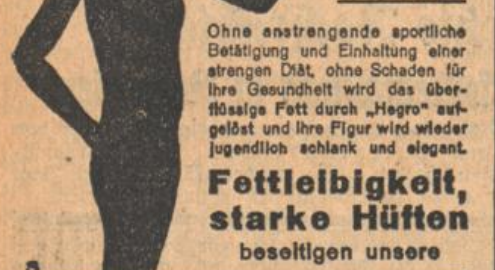 Ohne anstrengende sportliche
Betätigung und Einhaltung einer
strengen Diät, ohne Schaden für
Ihre Gesundheit wird das über-
flüssige Fett durch „Hegro" auf-
gelöst und Ihre Figur wird wieder
jugendlich schlank und elegant.
Fettleibigkeit,
starke Hüften
beseitigen unsere